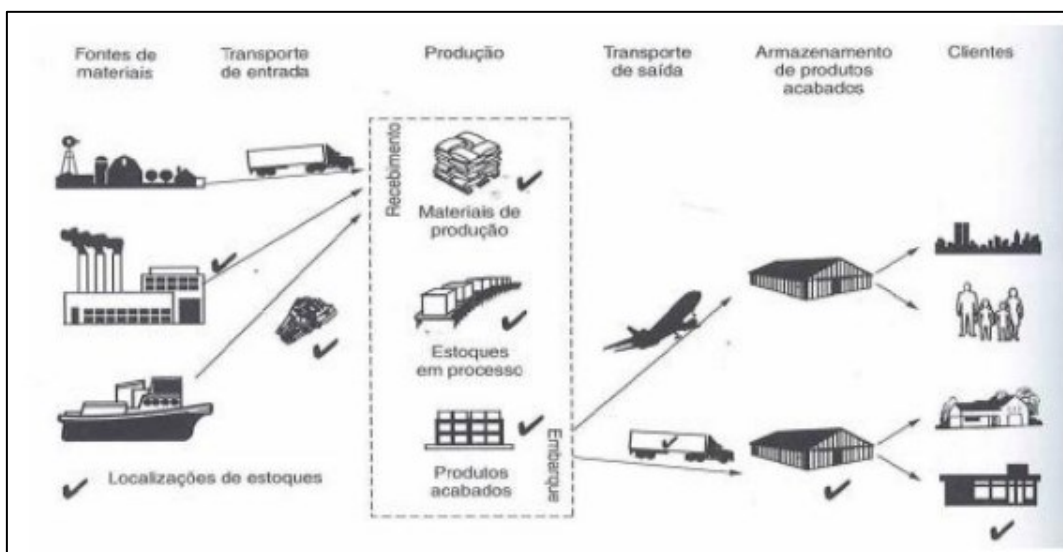 Fontes de
materiais
Transporte
de entrada
Produção
Transporte
de saída
Armazenamento
de produtos
acabados
Clientes
Recebimento
Materiais de
produção
Estoques
em processo
Produtos
acabados
Embarque
Localizações de estoques